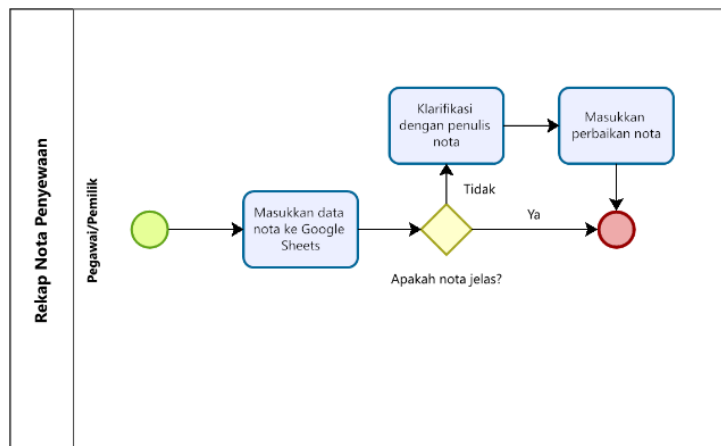 Rekap Nota Penyewaan
Pegawai/Pemilik
Masukkan data
nota ke Google
Sheets
Apakah nota jelas?
Tidak
Klarifikasi
dengan penulis
nota
Masukkan
perbaikan nota
Ya